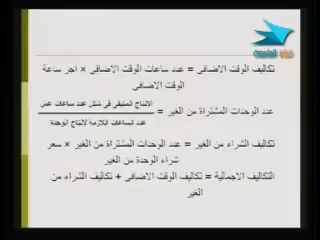 تكاليف الوقت الاضافى = عدد ساعات الوقت الاضافى × اجر ساعة
الوقت الاضافى
عدد الوحدات المشتراة من الغير = الانتاج المتبقى فى شكل عدد ساعات عمل
عدد الساعات اللازمة لانتاج الوحدة
تكاليف الشراء من الغير = عدد الوحدات المشتراة من الغير × سعر
شراء الوحدة من الغير
التكاليف الاجمالية = تكاليف الوقت الاضافى + تكاليف الشراء من
الغير